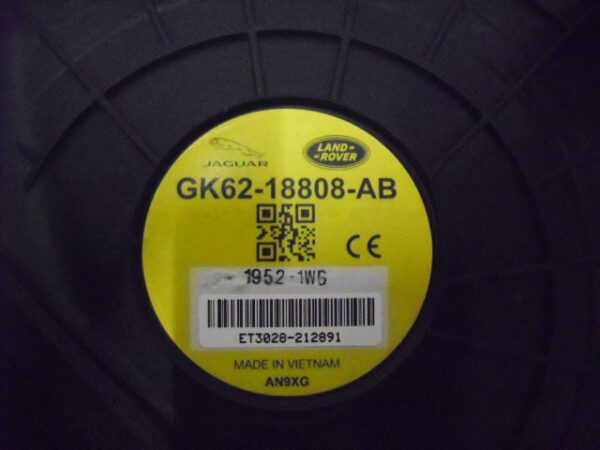 JAGUAR
LAND-
-ROVER
GK62-18808-AB
CE
1952-1WG
ET3028-212891
MADE IN VIETNAM
AN9XG